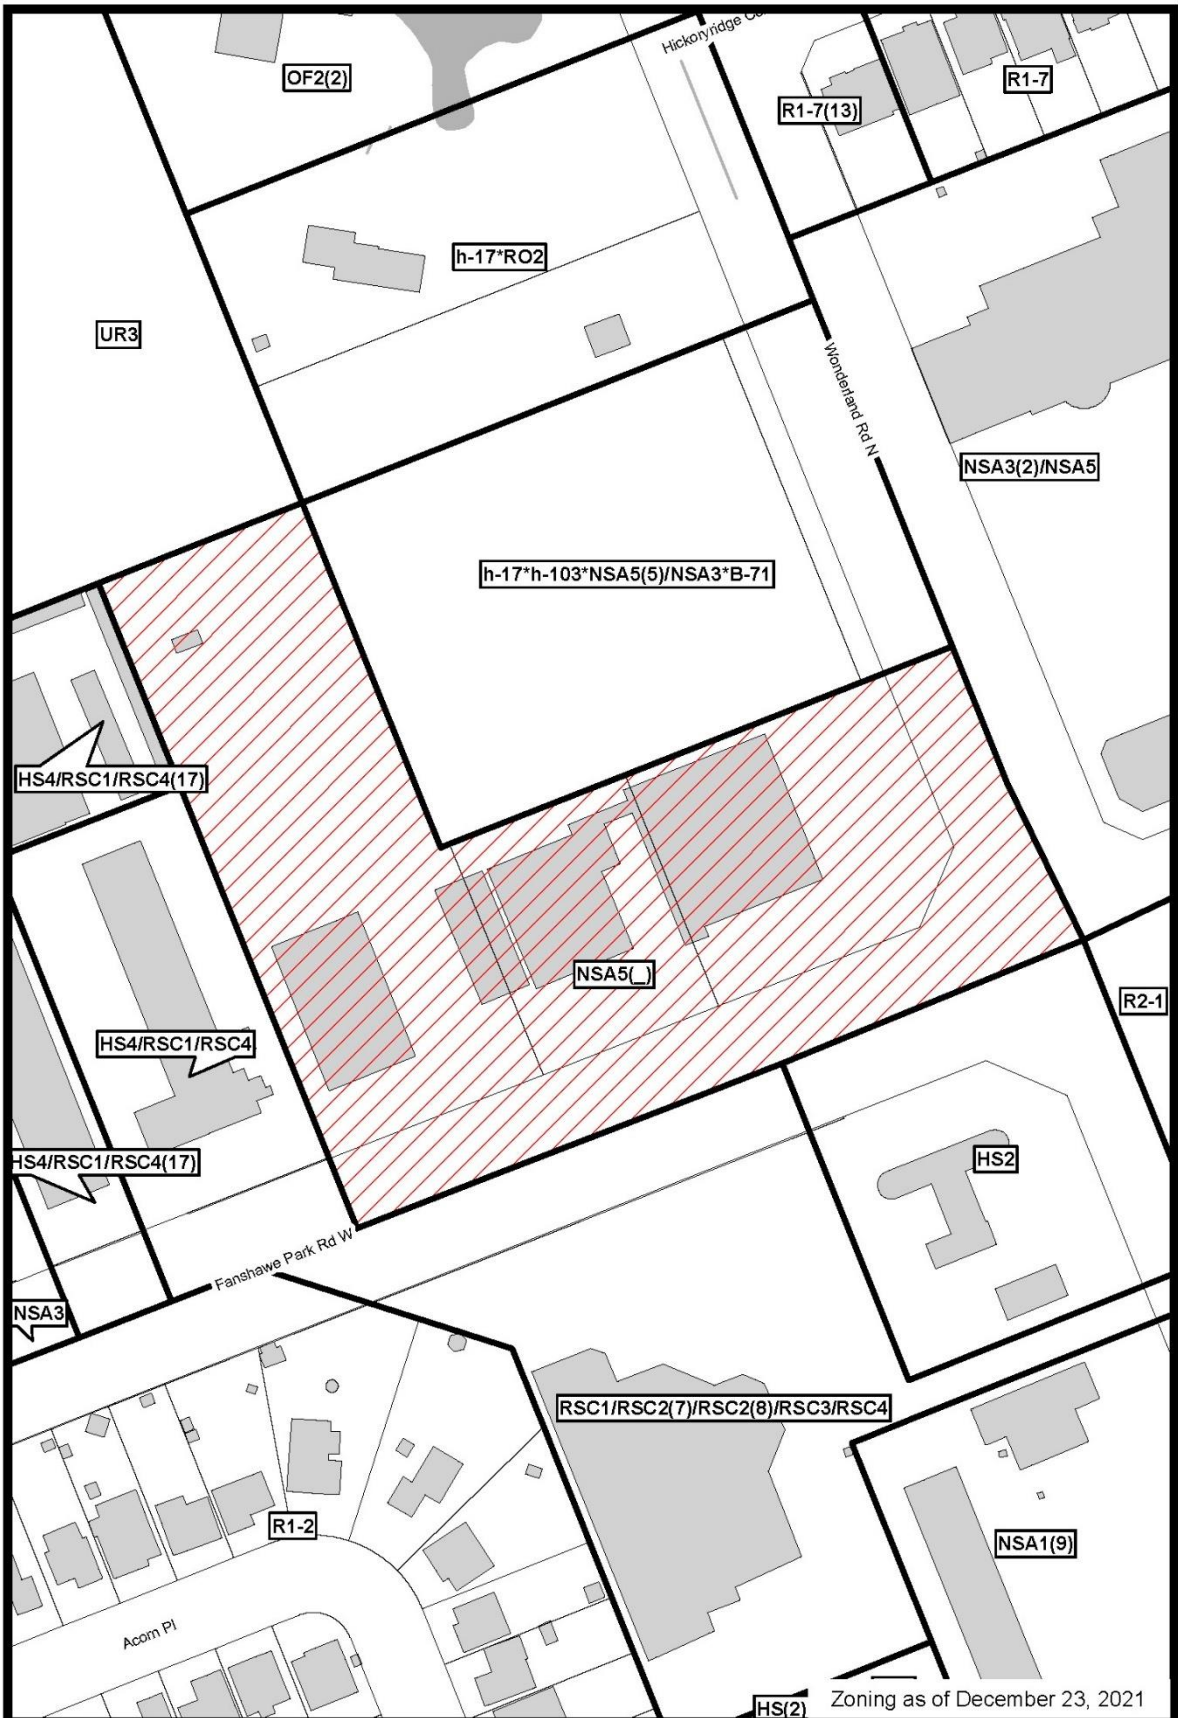 Hickoryridge
OF2(2)
R1-7
R1-7(13)
h-17*RO2
UR3
Wonderland Rd N
NSA3(2)/NSA5
h-17*h-103*NSA5(5)/NSA3*B-71
HS4/RSC1/RSC4(17)
NSA5(_)
R2-1
HS4/RSC1/RSC4
HS4/RSC1/RSC4(17)
HS2
Fanshawe Park Rd W
NSA3
RSC1/RSC2(7)/RSC2(8)/RSC3/RSC4
R1-2
NSA1(9)
Acorn Pl
HS(2)
Zoning as of December 23, 2021